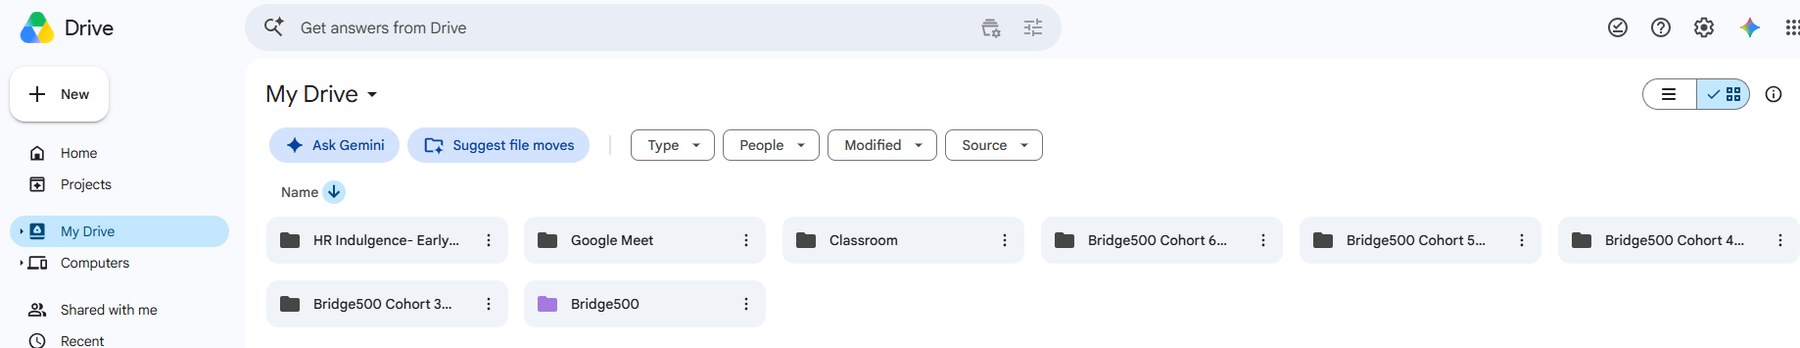 Drive
Get answers from Drive
New
Home
Projects
My Drive
Computers
Shared with me
Recent
My Drive
Ask Gemini
Suggest file moves
Type
People
Modified
Source
Name
HR Indulgence- Early...
Google Meet
Classroom
Bridge500 Cohort 6...
Bridge500 Cohort 5...
Bridge500 Cohort 4...
Bridge500 Cohort 3...
Bridge500